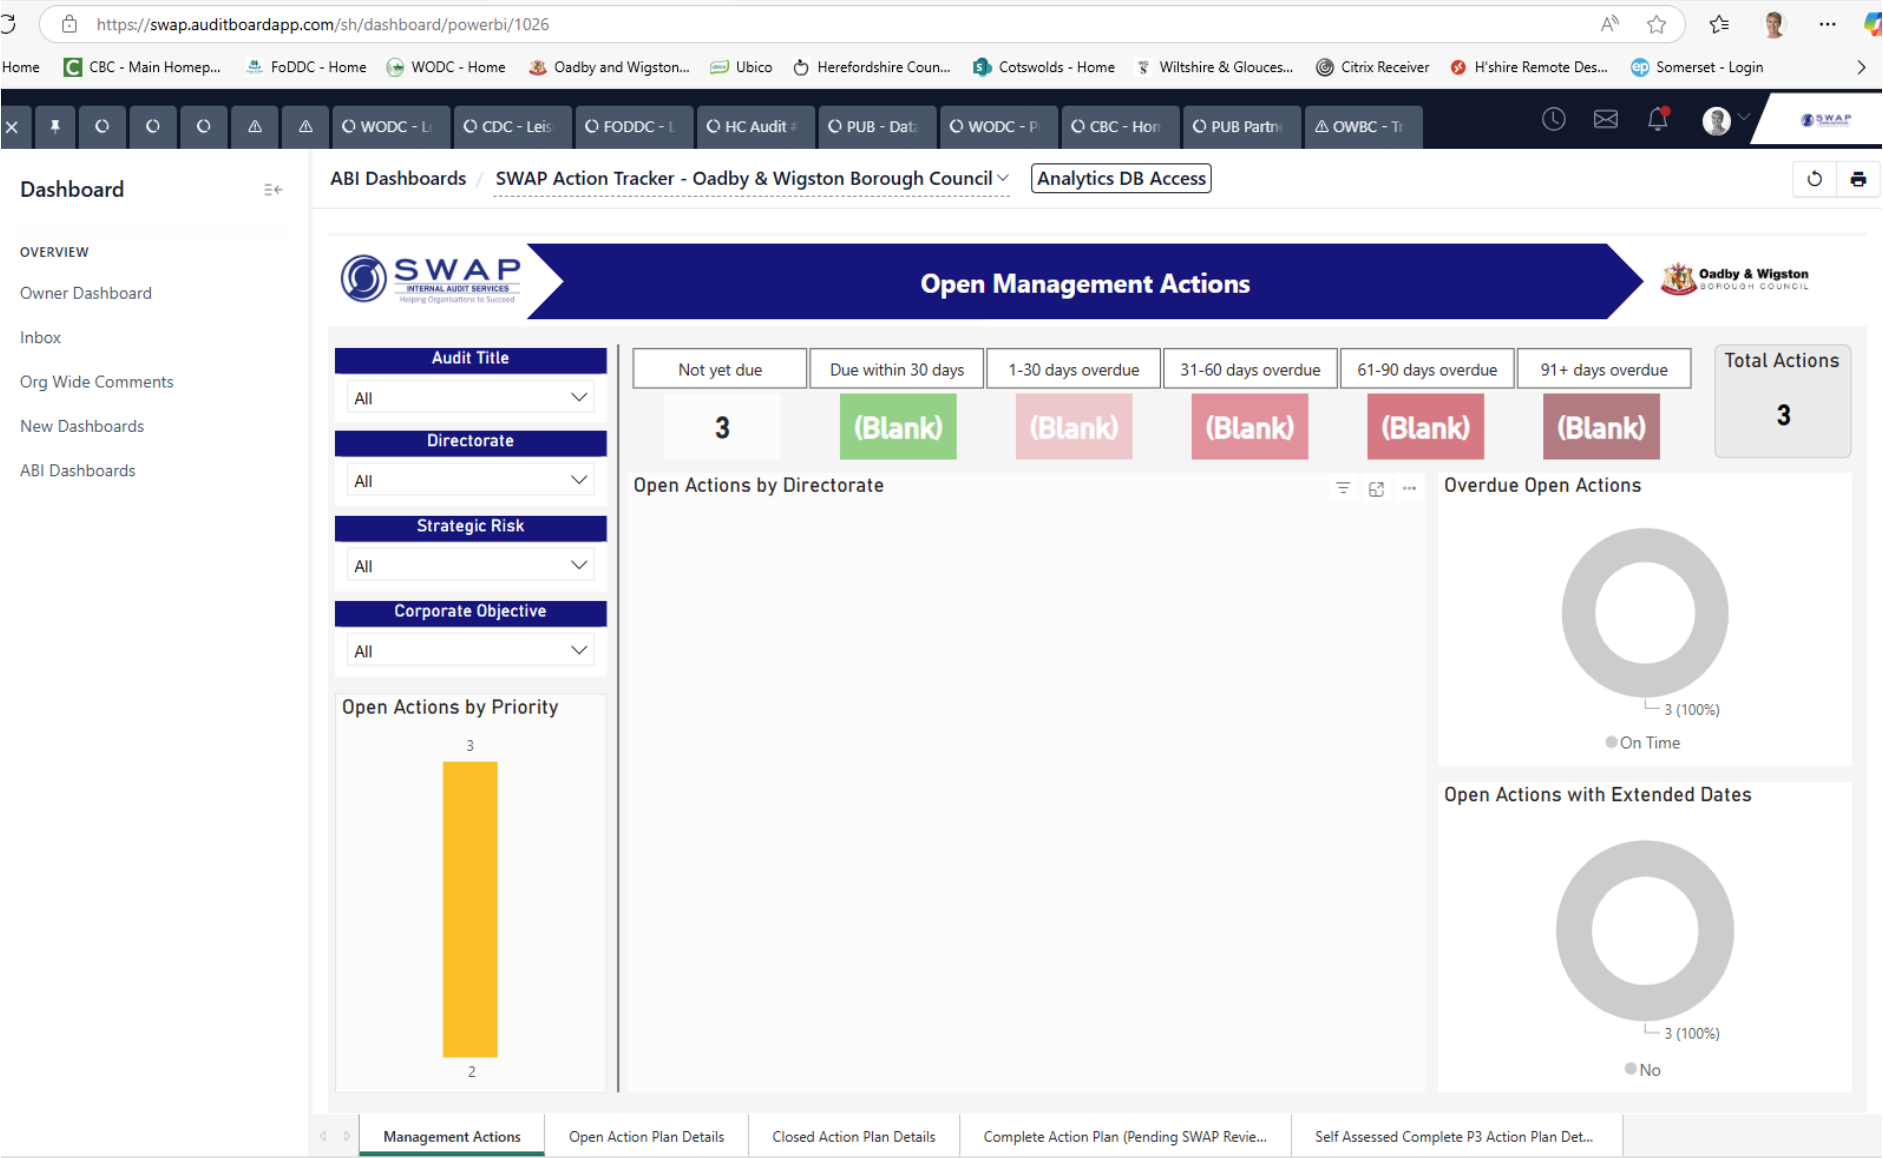 https://swap.auditboardapp.com/sh/dashboard/powerbi/1026
Home
CBC - Main Homep...
FoDDC - Home
WODC - Home
Oadby and Wigston...
Ubico
Herefordshire Coun...
Cotswolds - Home
Wiltshire & Glouces...
Citrix Receiver
H'shire Remote Des...
Somerset - Login
WODC - L
CDC - Leis
FODDC - L
HC Audit
PUB - Data
WODC - P
CBC - Hom
PUB Partn
OWBC - Tr
SWAP
Dashboard
ABI Dashboards / SWAP Action Tracker - Oadby & Wigston Borough Council
Analytics DB Access
OVERVIEW
Owner Dashboard
Inbox
Org Wide Comments
New Dashboards
ABI Dashboards
SWAP
INTERNAL AUDIT SERVICES
Helping Organisations to Succeed
Open Management Actions
Oadby & Wigston
BOROUGH COUNCIL
Audit Title
All
Directorate
All
Strategic Risk
All
Corporate Objective
All
Not yet due
Due within 30 days
1-30 days overdue
31-60 days overdue
61-90 days overdue
91+ days overdue
3
(Blank)
(Blank)
(Blank)
(Blank)
(Blank)
Total Actions
3
Open Actions by Priority
3
2
Open Actions by Directorate
Overdue Open Actions
3 (100%)
On Time
Open Actions with Extended Dates
3 (100%)
No
Management Actions
Open Action Plan Details
Closed Action Plan Details
Complete Action Plan (Pending SWAP Revie...
Self Assessed Complete P3 Action Plan Det...